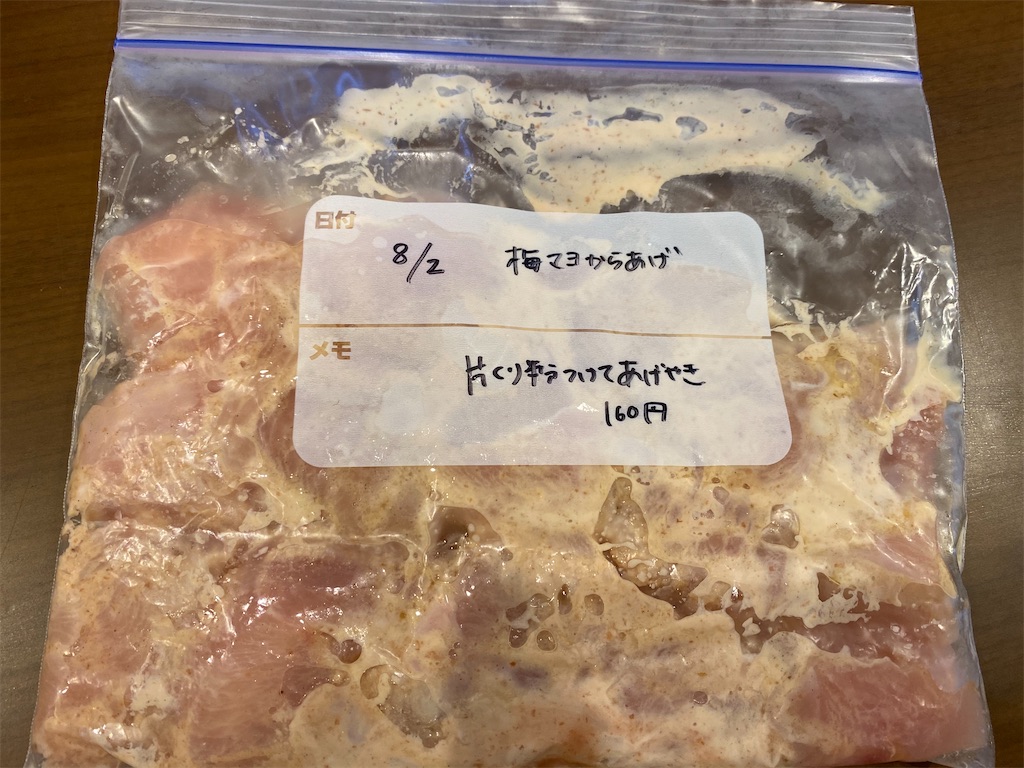 日付
8/2 梅マヨからあげ
メモ
片くり粉つけてあげやき
160円